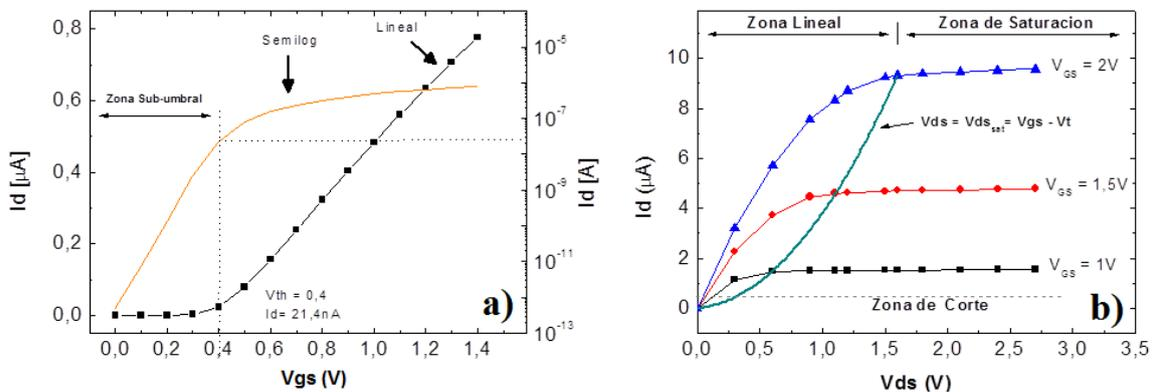 0,8
0,6
0,4
0,2
0,0
Id [µA]
Zona Sub-umbral
Semilog
Lineal
Vth = 0,4
Id= 21,4nA
a)
10⁻⁵
10⁻⁷
10⁻⁹
10⁻¹¹
10⁻¹³
Id [A]
0,0 0,2 0,4 0,6 0,8 1,0 1,2 1,4
Vgs (V)
Zona Lineal
Zona de Saturacion
10
8
6
4
2
0
Id (µA)
V_GS = 2V
Vds = Vds_sat = Vgs - Vt
V_GS = 1,5V
V_GS = 1V
Zona de Corte
b)
0,0 0,5 1,0 1,5 2,0 2,5 3,0 3,5
Vds (V)